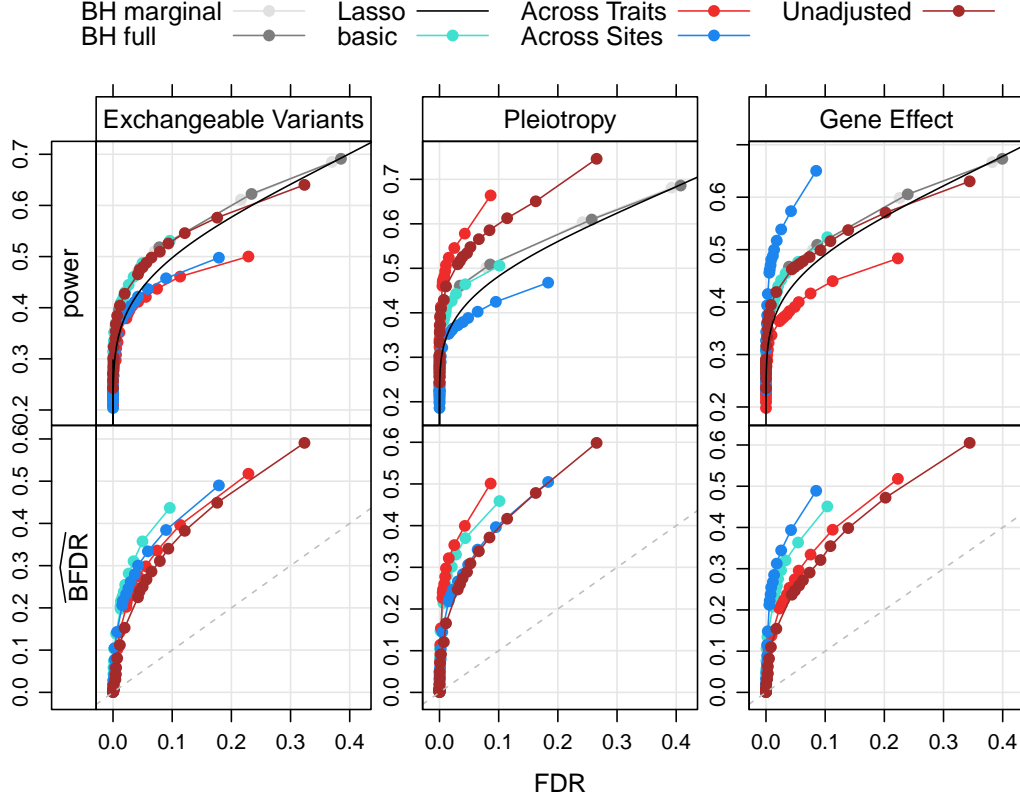 BH marginal Lasso Across Traits Unadjusted
BH full basic Across Sites
Exchangeable Variants Pleiotropy Gene Effect
power
0.2 0.3 0.4 0.5 0.6 0.7
0.2 0.3 0.4 0.5 0.6 0.7
0.2 0.3 0.4 0.5 0.6
BFDR
0.0 0.1 0.2 0.3 0.4 0.5 0.6
0.0 0.1 0.2 0.3 0.4 0.5 0.6
0.0 0.1 0.2 0.3 0.4 0.5 0.6
0.0 0.1 0.2 0.3 0.4 0.0 0.1 0.2 0.3 0.4 0.0 0.1 0.2 0.3 0.4
FDR